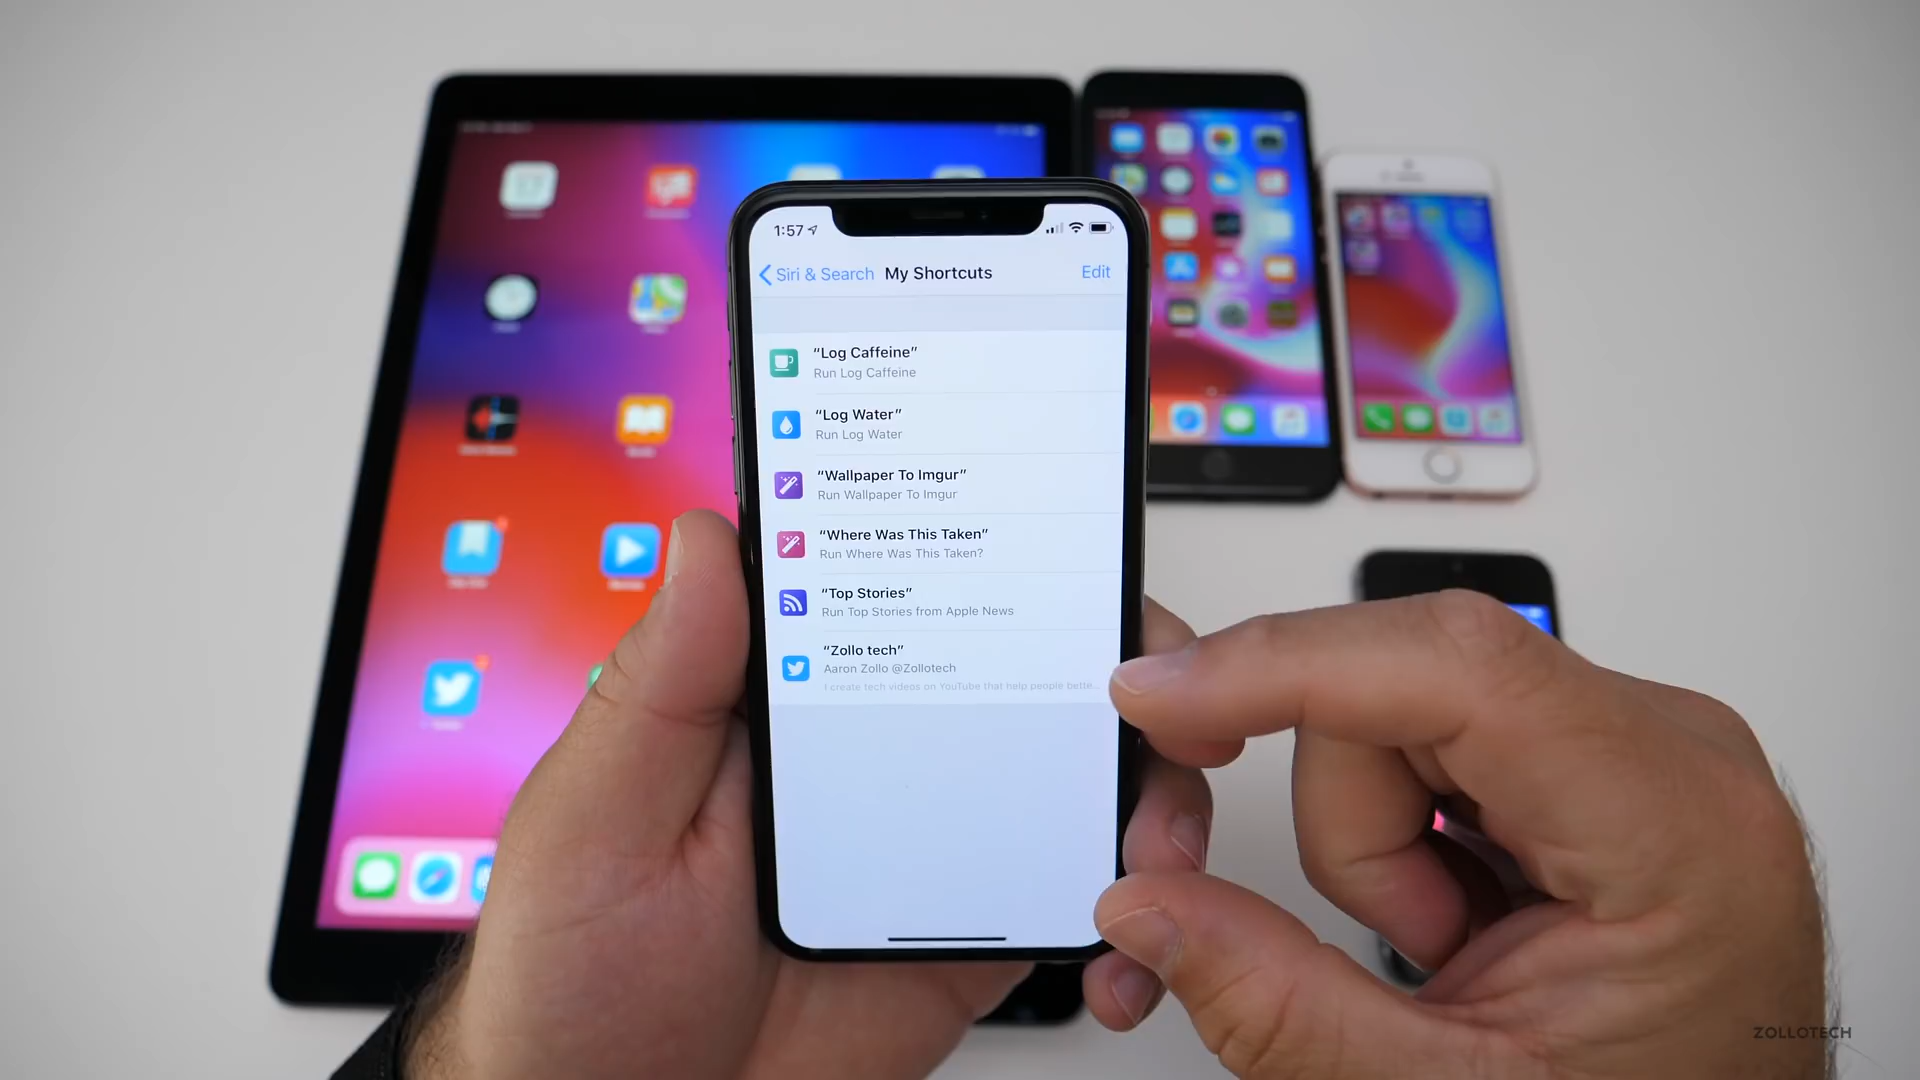 1:57
Siri & Search My Shortcuts Edit
“Log Caffeine”
Run Log Caffeine
“Log Water”
Run Log Water
“Wallpaper To Imgur”
Run Wallpaper To Imgur
“Where Was This Taken”
Run Where Was This Taken?
“Top Stories”
Run Top Stories from Apple News
“Zollo tech”
Aaron Zollo @Zollotech
I create tech videos on YouTube that help people bette...
ZOLLOTECH